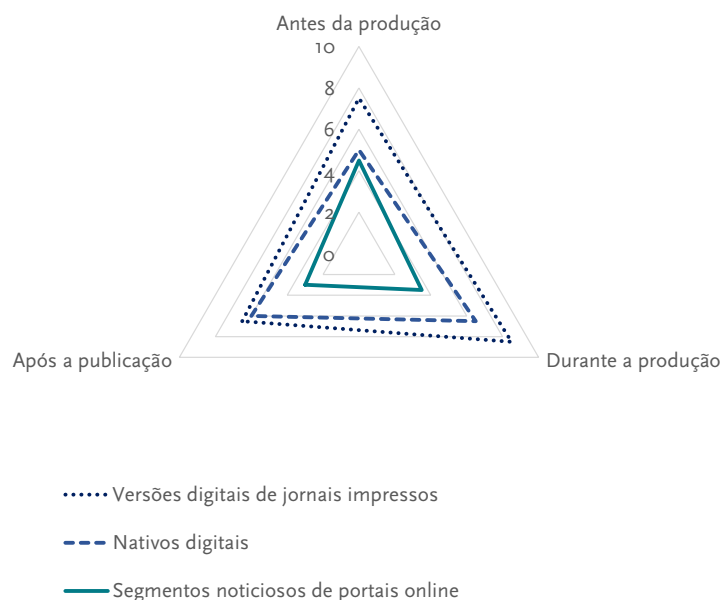 Antes da produção
10
8
6
4
2
0
Após a publicação
Durante a produção
Versões digitais de jornais impressos
Nativos digitais
Segmentos noticiosos de portais online